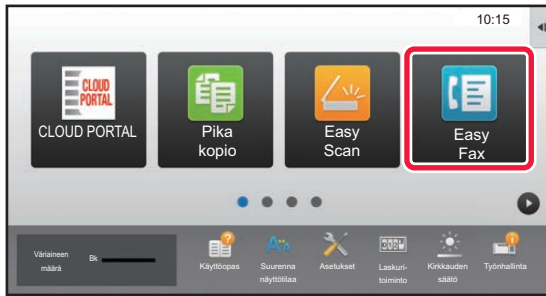 10:15
CLOUD
PORTAL
CLOUD PORTAL
Pika
kopio
Easy
Scan
Easy
Fax
Väriaineen
määrä
Bk
Käyttöopas
Suurenna
näyttötilaa
Asetukset
Laskuri-
toiminto
Kirkkauden
säätö
Työnhallinta